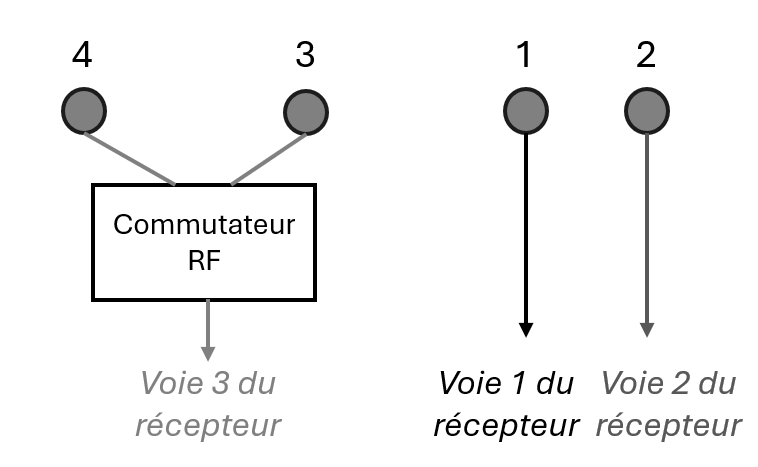 4
3
1
2
Commutateur
RF
Voie 3 du
récepteur
Voie 1 du
récepteur
Voie 2 du
récepteur